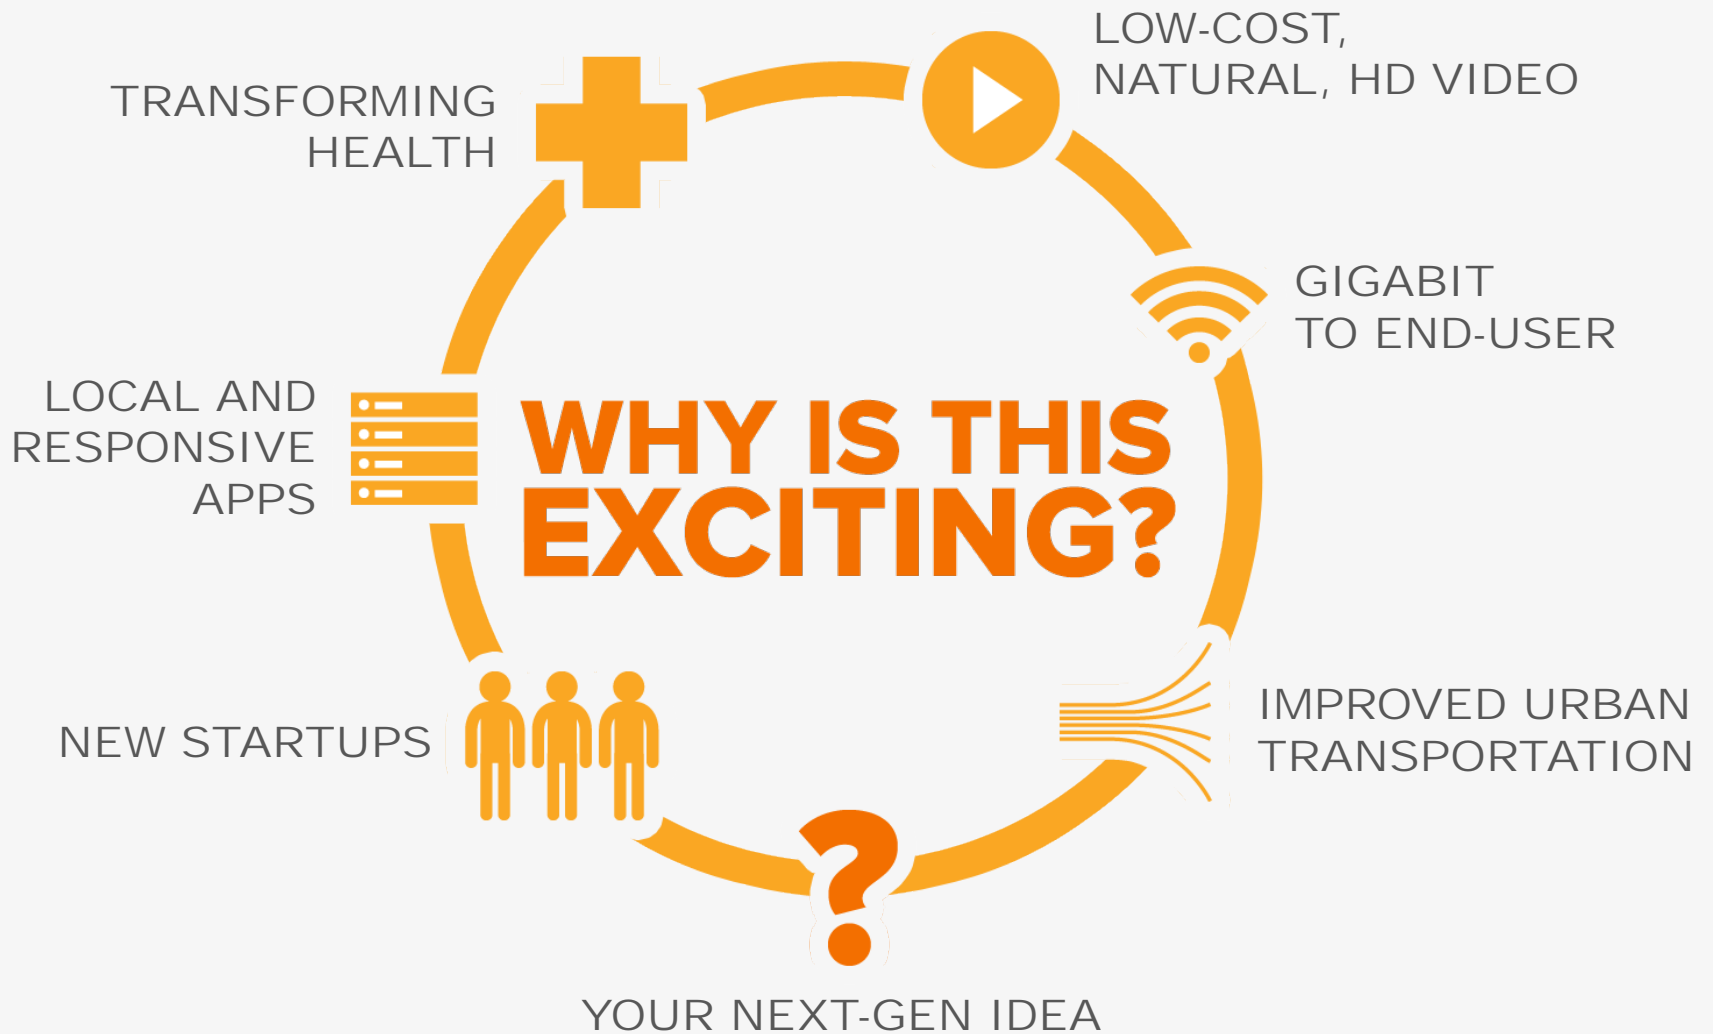 LOW-COST,
NATURAL, HD VIDEO
TRANSFORMING
HEALTH
GIGABIT
TO END-USER
LOCAL AND
RESPONSIVE
APPS
WHY IS THIS
EXCITING?
IMPROVED URBAN
TRANSPORTATION
NEW STARTUPS
?
YOUR NEXT-GEN IDEA